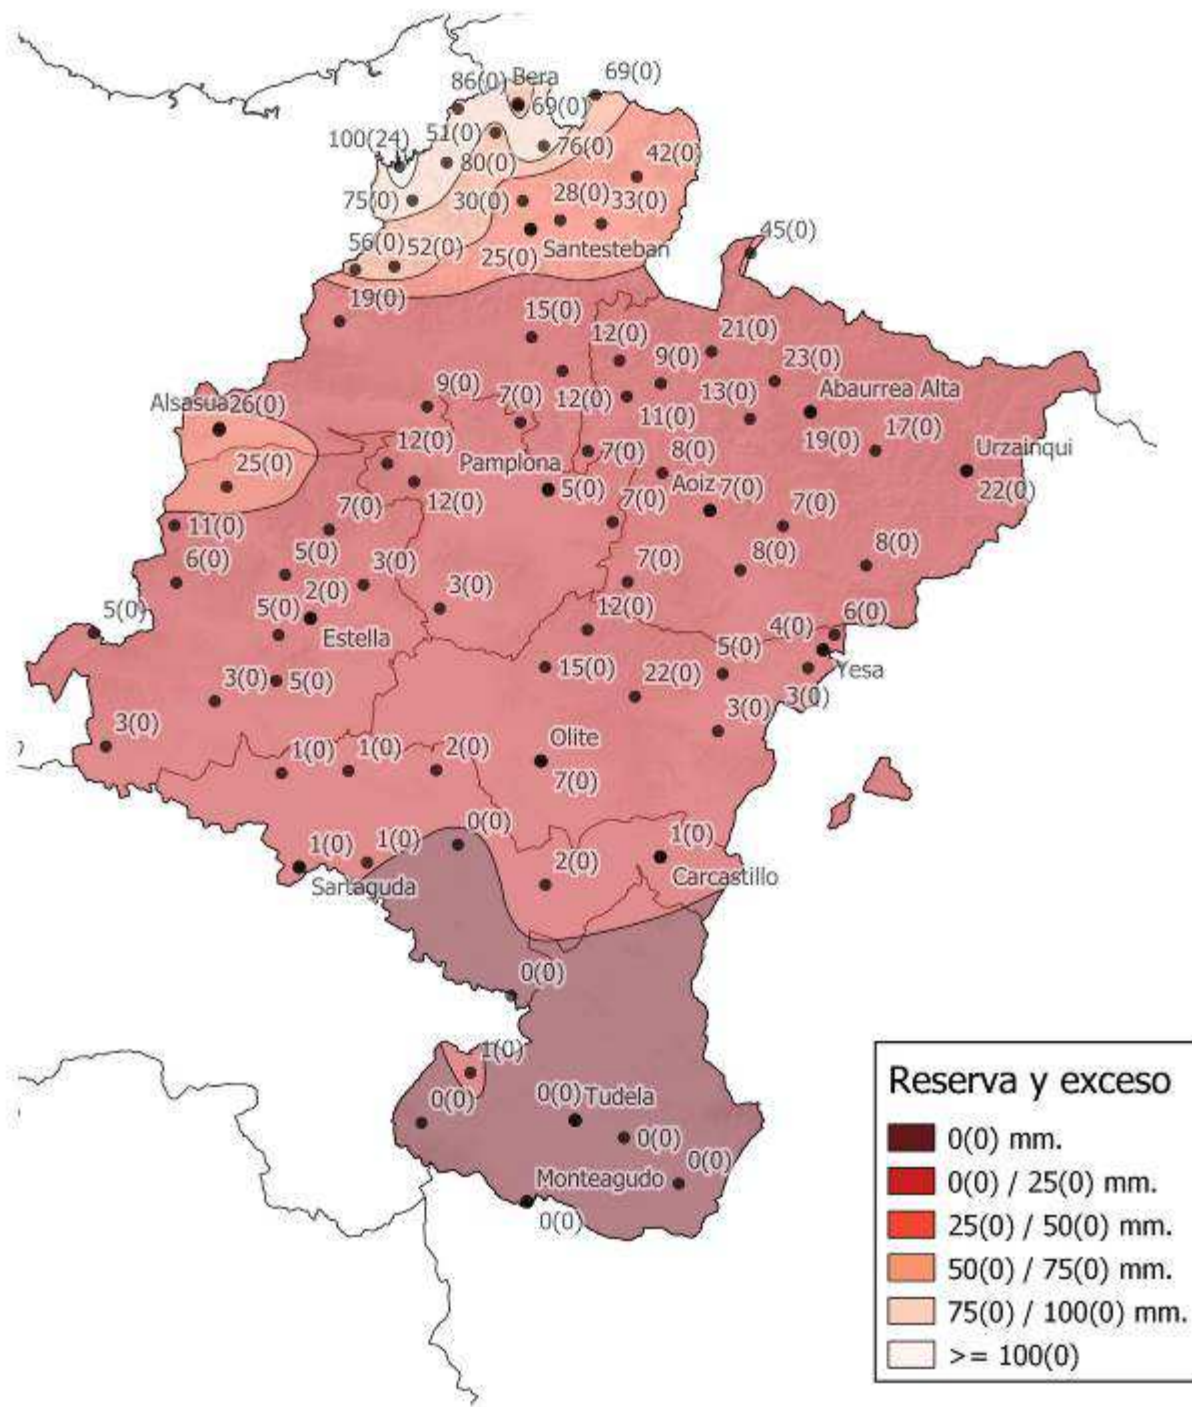 86(0) Bera 69(0)
69(0)
100(24) 51(0) 76(0)
80(0) 42(0)
75(0) 30(0) 28(0) 33(0)
56(0) 52(0) 25(0) Santesteban 45(0)
19(0)
15(0) 12(0) 21(0)
9(0) 23(0)
Alsasua 26(0) 9(0) 7(0) 12(0) 11(0) 13(0) Abaurrea Alta
12(0) 19(0) 17(0)
25(0) Pamplona 7(0) 8(0) Urzainqui
12(0) 5(0) 7(0) Aoiz 7(0) 22(0)
11(0) 7(0) 7(0)
6(0) 5(0) 3(0) 7(0) 8(0) 8(0)
5(0) 5(0) 2(0) 3(0) 12(0)
Estella 4(0) 6(0)
3(0) 5(0) 15(0) 22(0) 5(0) Yesa
3(0) 3(0) 3(0)
Olite
1(0) 1(0) 2(0) 7(0)
0(0)
1(0) 1(0) 2(0) 1(0)
Sartaguda Carcastillo
0(0)
1(0)
0(0) 0(0) Tudela
0(0)
0(0)
Monteagudo
0(0)
Reserva y exceso
0(0) mm.
0(0) / 25(0) mm.
25(0) / 50(0) mm.
50(0) / 75(0) mm.
75(0) / 100(0) mm.
>= 100(0)